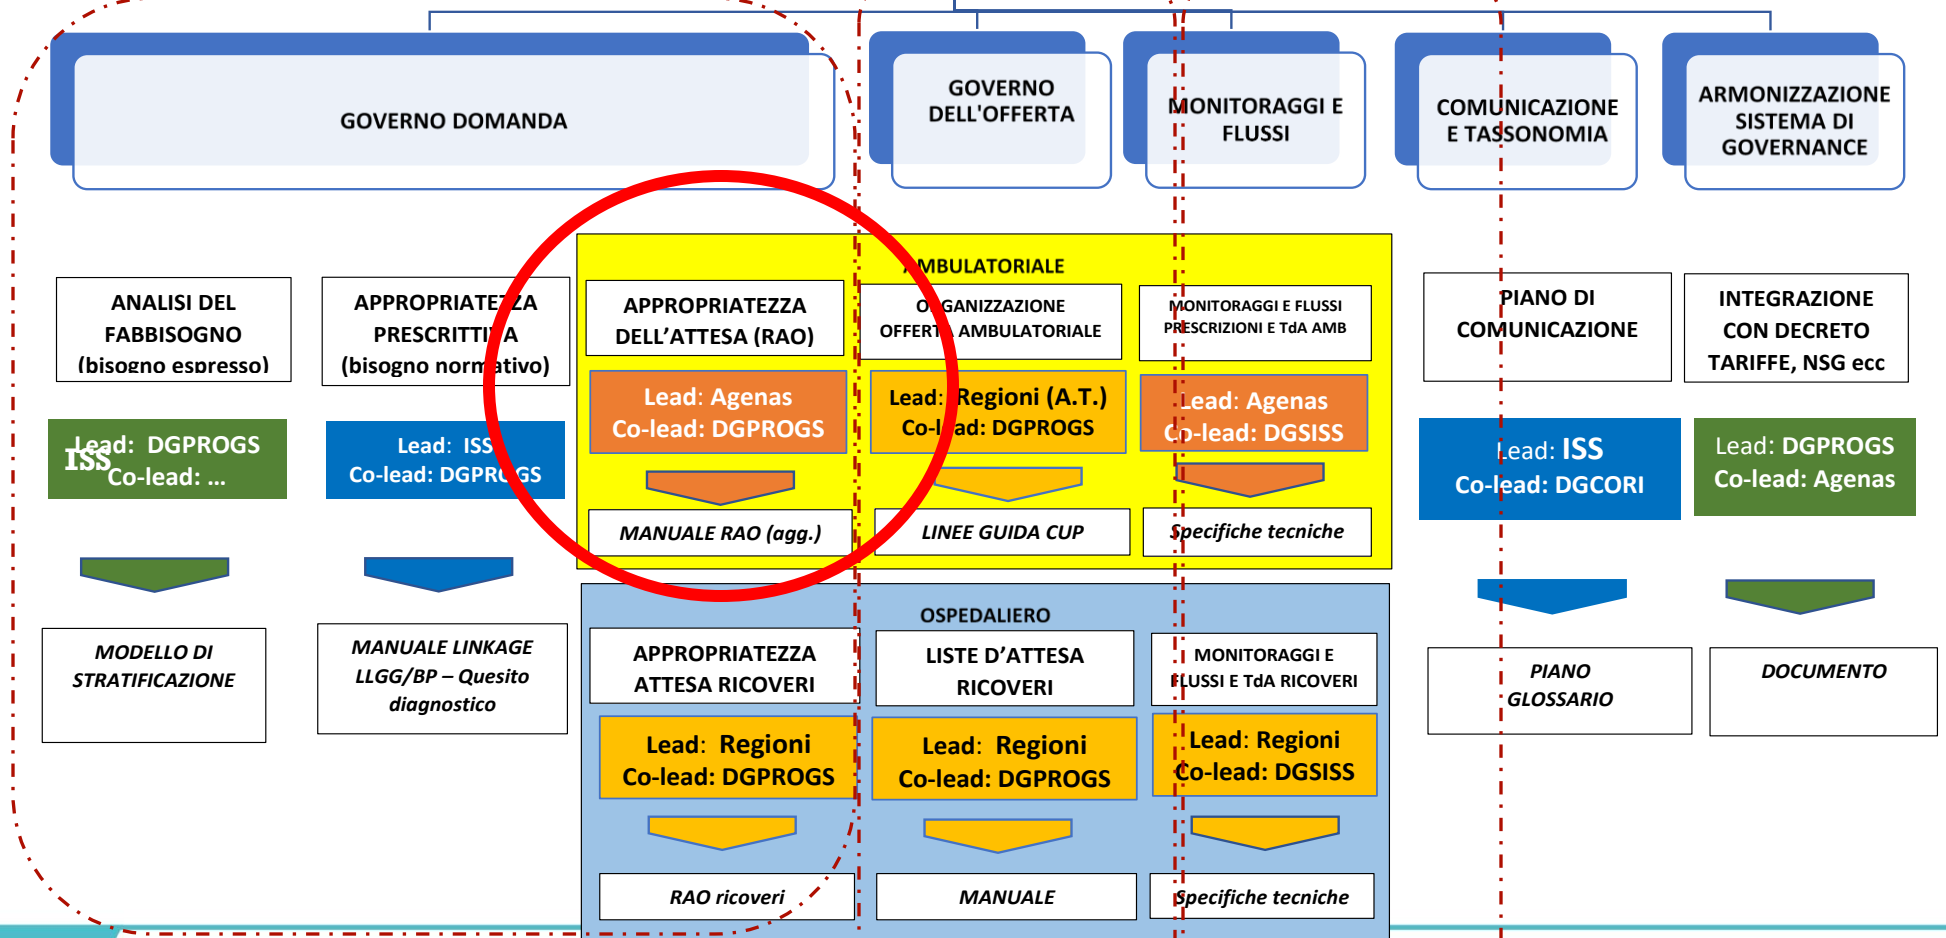 GOVERNO DOMANDA
GOVERNO
DELL'OFFERTA
MONITORAGGI E
FLUSSI
COMUNICAZIONE
E TASSONOMIA
ARMONIZZAZIONE
SISTEMA DI
GOVERNANCE
ANALISI DEL
FABBISOGNO
(bisogno espresso)
Lead: DGPROGS
ISS
Co-lead: ...
MODELLO DI
STRATIFICAZIONE
APPROPRIATEZZA
PRESCRITTIVA
(bisogno normativo)
Lead: ISS
Co-lead: DGPROGS
MANUALE LINKAGE
LLGG/BP – Quesito
diagnostico
AMBULATORIALE
APPROPRIATEZZA
DELL'ATTESA (RAO)
Lead: Agenas
Co-lead: DGPROGS
MANUALE RAO (agg.)
ORGANIZZAZIONE
OFFERTA AMBULATORIALE
Lead: Regioni (A.T.)
Co-lead: DGPROGS
LINEE GUIDA CUP
MONITORAGGI E FLUSSI
PRESCRIZIONI E TdA AMB
Lead: Agenas
Co-lead: DGSISS
Specifiche tecniche
OSPEDALIERO
APPROPRIATEZZA
ATTESA RICOVERI
Lead: Regioni
Co-lead: DGPROGS
RAO ricoveri
LISTE D'ATTESA
RICOVERI
Lead: Regioni
Co-lead: DGPROGS
MANUALE
MONITORAGGI E
FLUSSI E TdA RICOVERI
Lead: Regioni
Co-lead: DGSISS
Specifiche tecniche
PIANO DI
COMUNICAZIONE
Lead: ISS
Co-lead: DGCORI
PIANO
GLOSSARIO
INTEGRAZIONE
CON DECRETO
TARIFFE, NSG ecc
Lead: DGPROGS
Co-lead: Agenas
DOCUMENTO